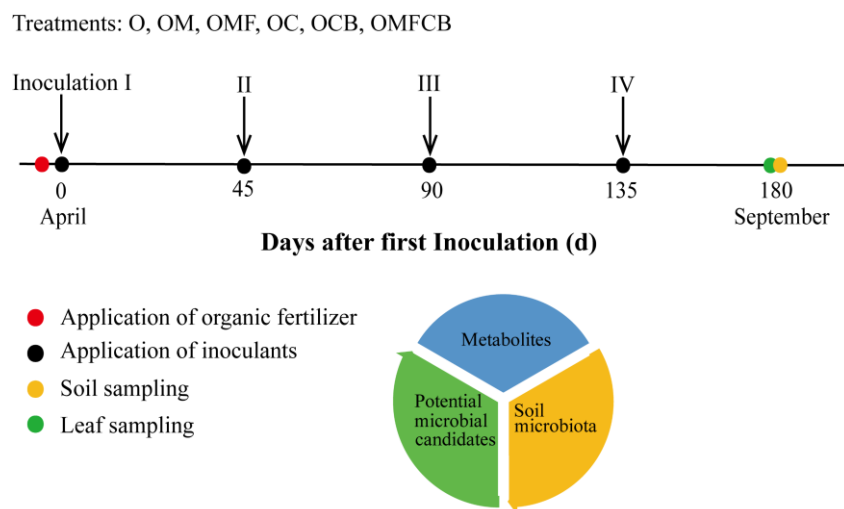 Treatments: O, OM, OMF, OC, OCB, OMFCB
Inoculation I
II
III
IV
0
45
90
135
180
April
September
Days after first Inoculation (d)
Application of organic fertilizer
Application of inoculants
Soil sampling
Leaf sampling
Metabolites
Potential
microbial
candidates
Soil
microbiota